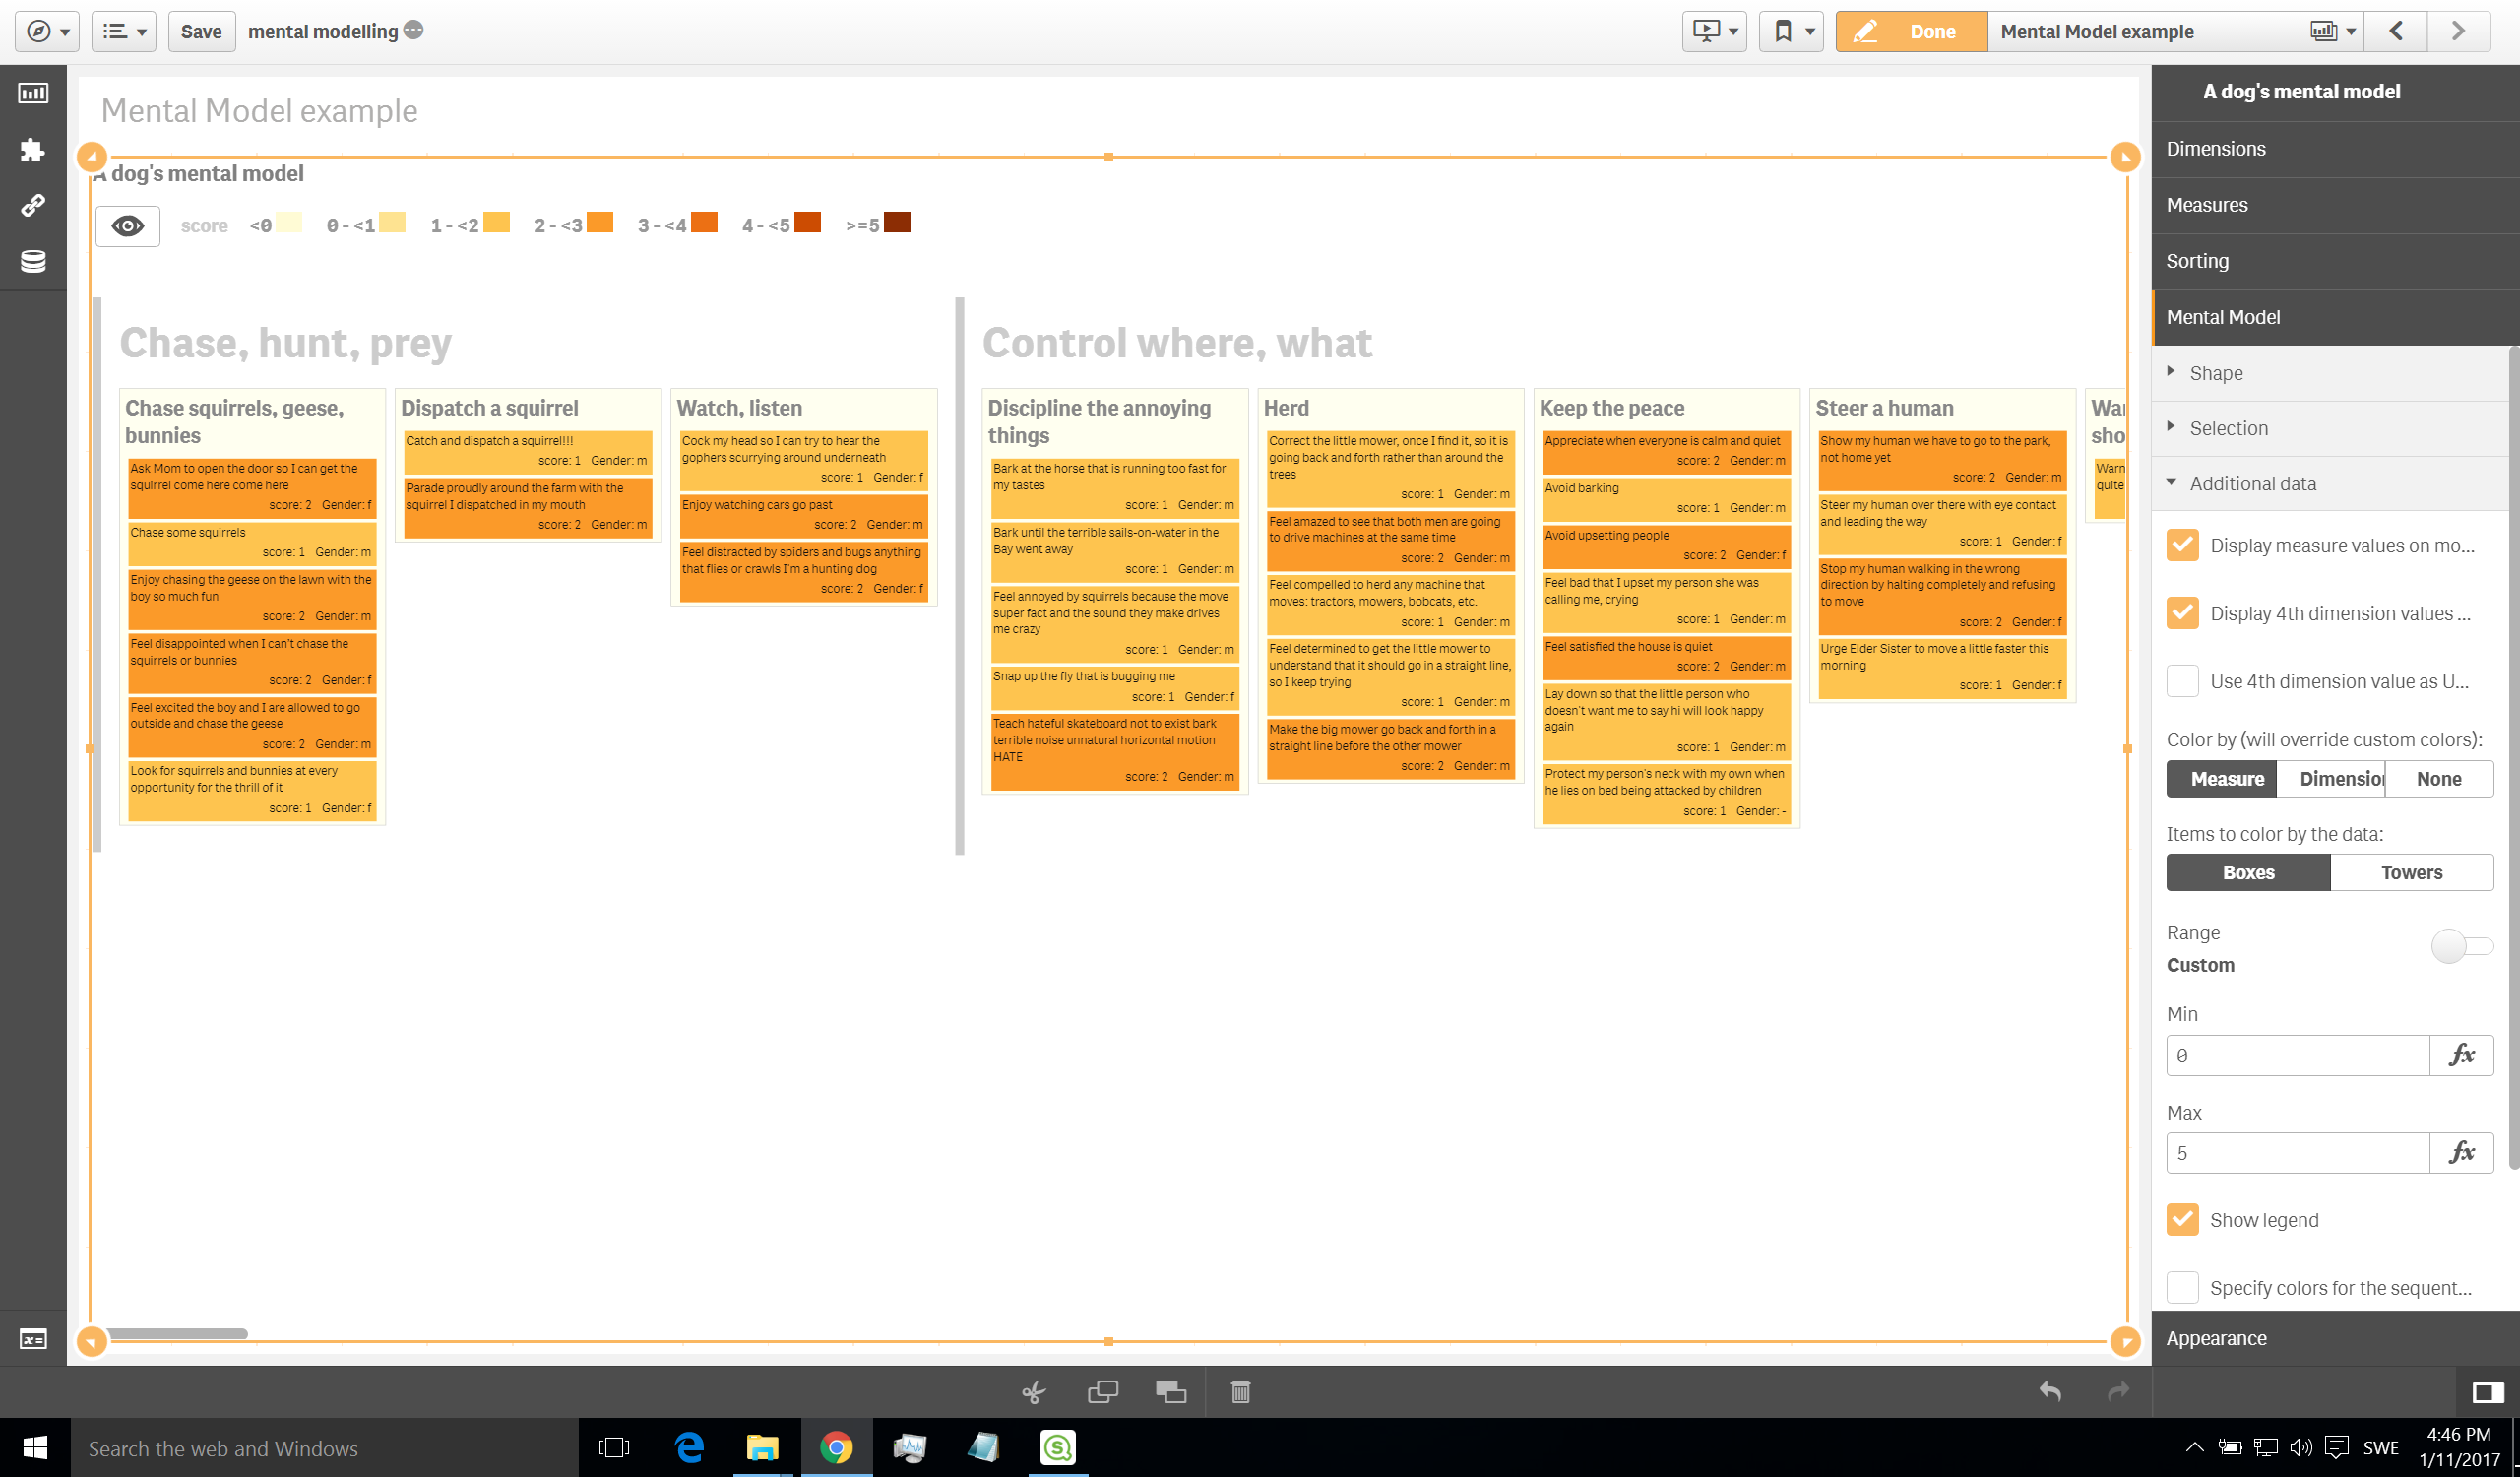 Save
mental modelling
Done
Mental Model example
Mental Model example
A dog's mental model
score <0 0 - <1 1 - <2 2 - <3 3 - <4 4 - <5 >=5
Chase, hunt, prey
Chase squirrels, geese,
bunnies
Ask Mom to open the door so I can get the
squirrel come here come here
score: 2 Gender: f
Chase some squirrels
score: 1 Gender: m
Enjoy chasing the geese on the lawn with the
boy so much fun
score: 2 Gender: m
Feel disappointed when I can't chase the
squirrels or bunnies
score: 2 Gender: f
Feel excited the boy and I are allowed to go
outside and chase the geese
score: 2 Gender: m
Look for squirrels and bunnies at every
opportunity for the thrill of it
score: 1 Gender: f
Dispatch a squirrel
Catch and dispatch a squirrel!!!
score: 1 Gender: m
Parade proudly around the farm with the
squirrel I dispatched in my mouth
score: 2 Gender: m
Watch, listen
Cock my head so I can try to hear the
gophers scurrying around underneath
score: 1 Gender: f
Enjoy watching cars go past
score: 2 Gender: m
Feel distracted by spiders and bugs anything
that flies or crawls I'm a hunting dog
score: 2 Gender: f
Control where, what
Discipline the annoying
things
Bark at the horse that is running too fast for
my tastes
score: 1 Gender: m
Bark until the terrible sails-on-water in the
Bay went away
score: 1 Gender: m
Feel annoyed by squirrels because the move
super fact and the sound they make drives
me crazy
score: 1 Gender: m
Snap up the fly that is bugging me
score: 1 Gender: f
Teach hateful skateboard not to exist bark
terrible noise unnatural horizontal motion
HATE
score: 2 Gender: m
Herd
Correct the little mower, once I find it, so it is
going back and forth rather than around the
trees
score: 1 Gender: m
Feel amazed to see that both men are going
to drive machines at the same time
score: 2 Gender: m
Feel compelled to herd any machine that
moves: tractors, mowers, bobcats, etc.
score: 1 Gender: m
Feel determined to get the little mower to
understand that it should go in a straight line,
so I keep trying
score: 1 Gender: m
Make the big mower go back and forth in a
straight line before the other mower
score: 2 Gender: m
Keep the peace
Appreciate when everyone is calm and quiet
score: 2 Gender: m
Avoid barking
score: 1 Gender: m
Avoid upsetting people
score: 2 Gender: f
Feel bad that I upset my person she was
calling me, crying
score: 1 Gender: m
Feel satisfied the house is quiet
score: 2 Gender: m
Lay down so that the little person who
doesn't want me to say hi will look happy
again
score: 1 Gender: m
Protect my person's neck with my own when
he lies on bed being attacked by children
score: 1 Gender: -
Steer a human
Show my human we have to go to the park,
not home yet
score: 2 Gender: m
Steer my human over there with eye contact
and leading the way
score: 1 Gender: f
Stop my human walking in the wrong
direction by halting completely and refusing
to move
score: 2 Gender: f
Urge Elder Sister to move a little faster this
morning
score: 1 Gender: f
Wa
sho
Warn
quite
A dog's mental model
Dimensions
Measures
Sorting
Mental Model
Shape
Selection
Additional data
Display measure values on mo...
Display 4th dimension values ...
Use 4th dimension value as U...
Color by (will override custom colors):
Measure Dimension None
Items to color by the data:
Boxes Towers
Range
Custom
Min
0 fx
Max
5 fx
Show legend
Specify colors for the sequent...
Appearance
x=
Search the web and Windows
SWE
4:46 PM
1/11/2017